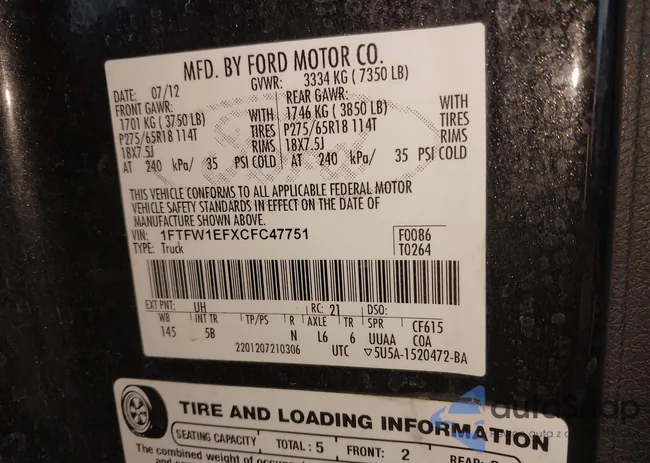 MFD. BY FORD MOTOR CO.
DATE: 07/12 GVWR: 3334 KG ( 7350 LB)
FRONT GAWR: REAR GAWR:
1701 KG ( 3750 LB) WITH 1746 KG ( 3850 LB) WITH
P275/65R18 114T TIRES P275/65R18 114T TIRES
18X7.5J RIMS 18X7.5J RIMS
AT 240 kPa/ 35 PSI COLD AT 240 kPa/ 35 PSI COLD
Ford
THIS VEHICLE CONFORMS TO ALL APPLICABLE FEDERAL MOTOR
VEHICLE SAFETY STANDARDS IN EFFECT ON THE DATE OF
MANUFACTURE SHOWN ABOVE.
VIN: 1FTFW1EFXCFC47751 F0086
TYPE: Truck T0264
EXT PNT: UH RC: 21 DSO:
WB INT TR TP/PS R AXLE TR SPR CF615
145 5B N L6 6 UUAA COA
2201207210306 UTC ▽5U5A-1520472-BA
TIRE AND LOADING INFORMATION
SEATING CAPACITY TOTAL : 5 FRONT: 2
The combined weight of
autoSnap